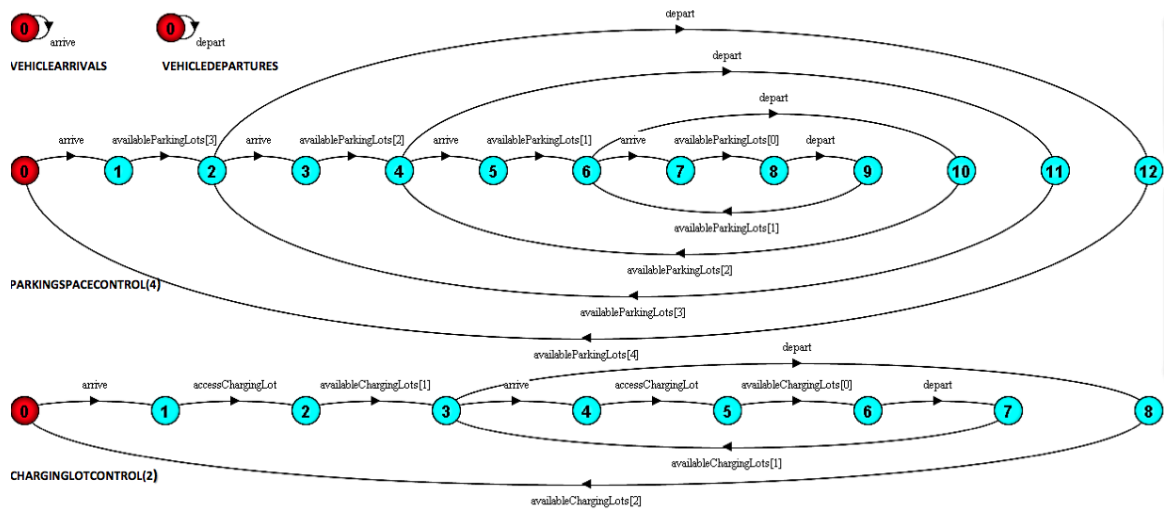 0 0
arrive depart
VEHICLEARRIVALS VEHICLEDEPARTURES
depart
depart
depart
arrive availableParkingLots[3] arrive availableParkingLots[2] arrive availableParkingLots[1] arrive availableParkingLots[0] depart
0 1 2 3 4 5 6 7 8 9 10 11 12
availableParkingLots[1]
availableParkingLots[2]
PARKINGSPACECONTROL(4)
availableParkingLots[3]
availableParkingLots[4]
depart
arrive accessChargingLot availableChargingLots[1] arrive accessChargingLot availableChargingLots[0] depart
0 1 2 3 4 5 6 7 8
availableChargingLots[1]
CHARGINGLOTCONTROL(2)
availableChargingLots[2]